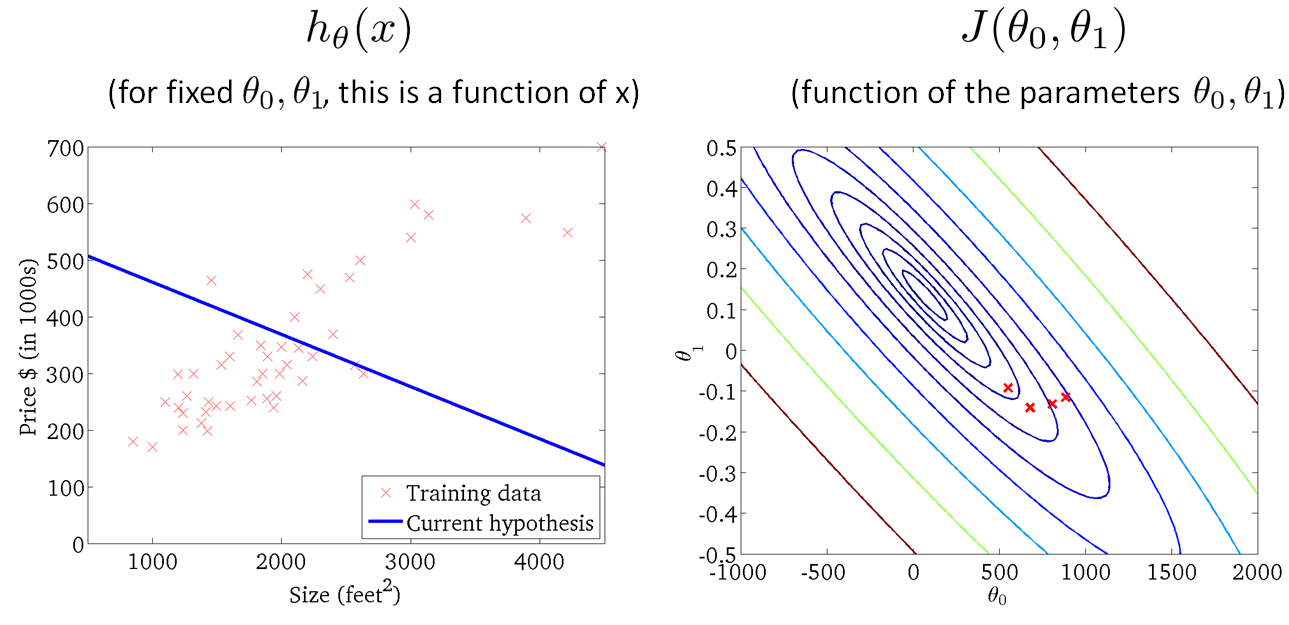 hθ(x)
(for fixed θ0, θ1, this is a function of x)
700
600
500
400
300
200
100
0
Price $ (in 1000s)
1000 2000 3000 4000
Size (feet²)
Training data
Current hypothesis
J(θ0, θ1)
(function of the parameters θ0, θ1)
0.5
0.4
0.3
0.2
0.1
0
-0.1
-0.2
-0.3
-0.4
-0.5
θ1
-1000 -500 0 500 1000 1500 2000
θ0